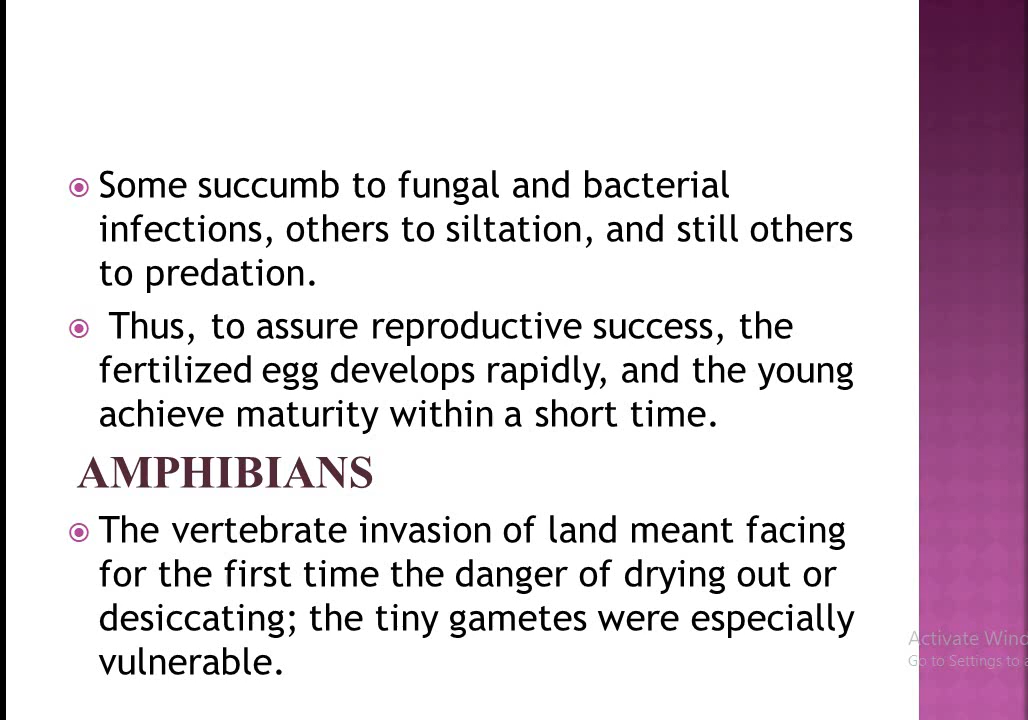 Some succumb to fungal and bacterial
infections, others to siltation, and still others
to predation.
Thus, to assure reproductive success, the
fertilized egg develops rapidly, and the young
achieve maturity within a short time.
AMPHIBIANS
The vertebrate invasion of land meant facing
for the first time the danger of drying out or
desiccating; the tiny gametes were especially
vulnerable.
Activate Wind
Go to Settings to a